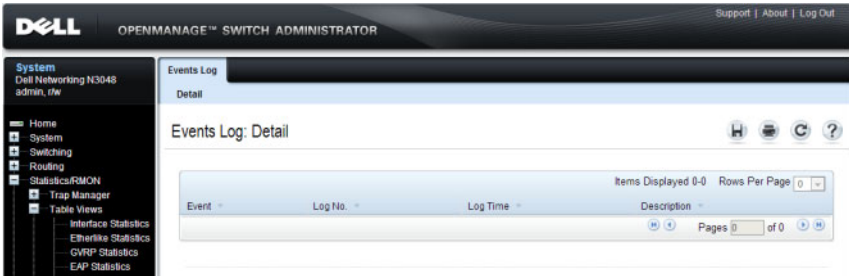 Support | About | Log Out
DELL OPENMANAGE™ SWITCH ADMINISTRATOR
System
Dell Networking N3048
admin, r/w
Home
System
Switching
Routing
Statistics/RMON
Trap Manager
Table Views
Interface Statistics
Etherlike Statistics
GVRP Statistics
EAP Statistics
Events Log
Detail
Events Log: Detail
Items Displayed 0-0 Rows Per Page 0
Event Log No. Log Time Description
Pages 0 of 0